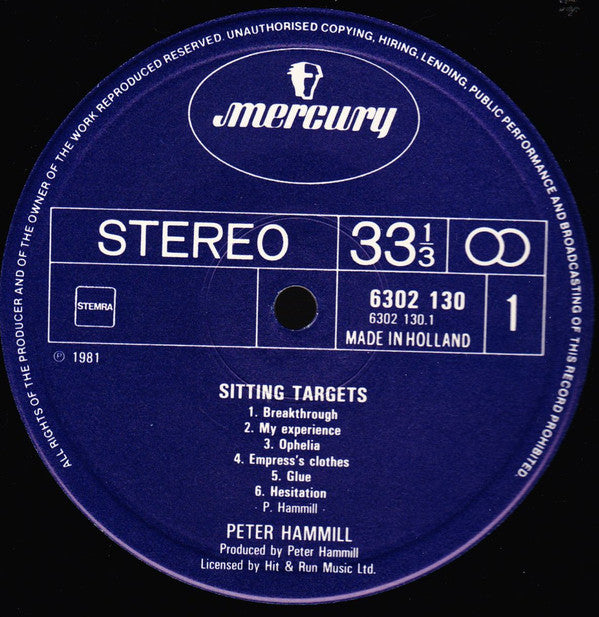 ALL RIGHTS OF THE PRODUCER AND OF THE OWNER OF THE WORK REPRODUCED RESERVED. UNAUTHORISED COPYING, HIRING, LENDING, PUBLIC PERFORMANCE AND BROADCASTING OF THIS RECORD PROHIBITED.
mercury
STEREO
33 1/3
STEMRA
6302 130
6302 130.1
MADE IN HOLLAND
1
℗ 1981
SITTING TARGETS
1. Breakthrough
2. My experience
3. Ophelia
4. Empress's clothes
5. Glue
6. Hesitation
· P. Hammill ·
PETER HAMMILL
Produced by Peter Hammill
Licensed by Hit & Run Music Ltd.